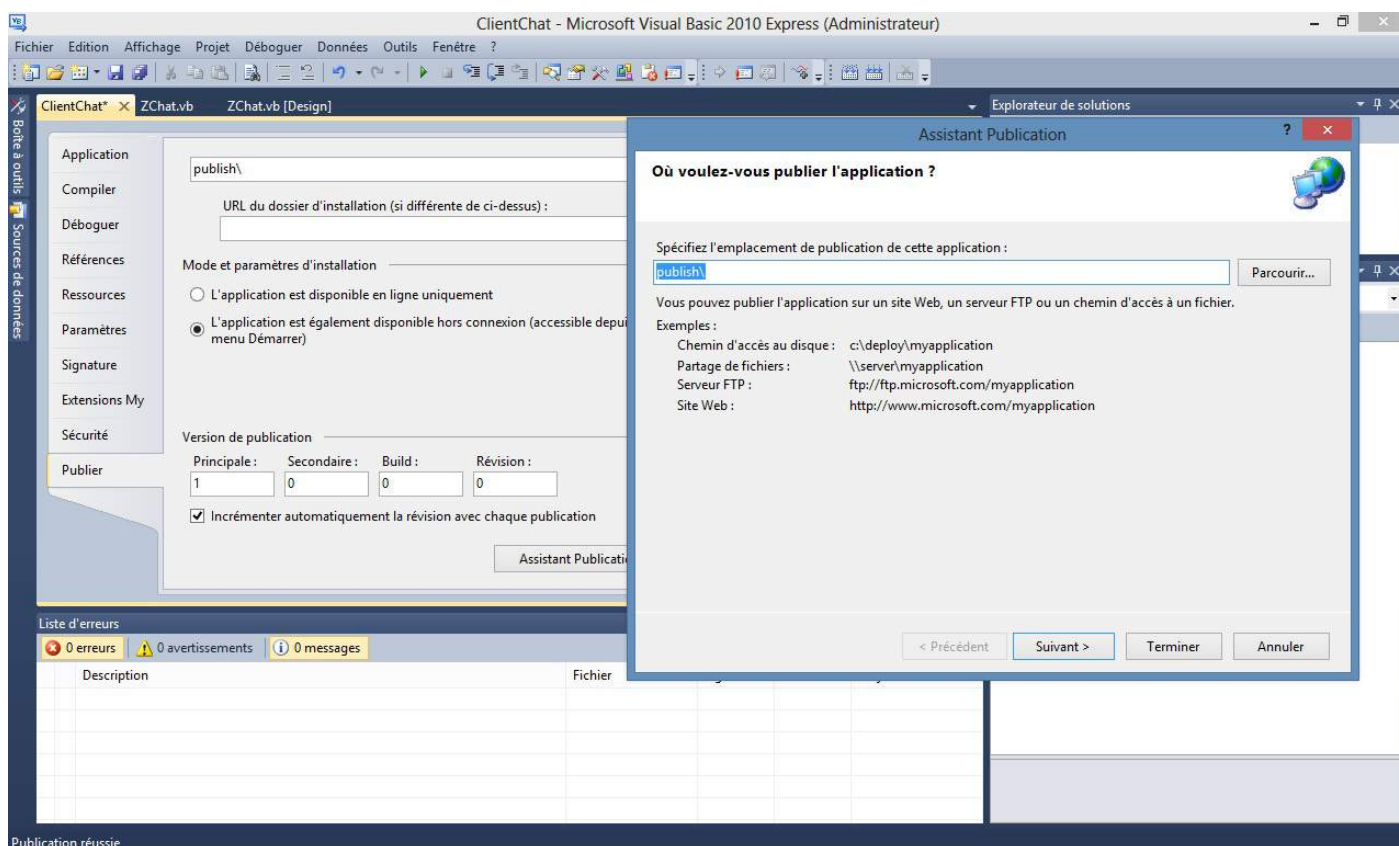 ClientChat - Microsoft Visual Basic 2010 Express (Administrateur)
Fichier Edition Affichage Projet Déboguer Données Outils Fenêtre ?
ClientChat* ZChat.vb ZChat.vb [Design]
Explorateur de solutions
Boîte à outils
Sources de données
Application
Compiler
Déboguer
Références
Ressources
Paramètres
Signature
Extensions My
Sécurité
Publier
publish\
URL du dossier d'installation (si différente de ci-dessus) :
Mode et paramètres d'installation
L'application est disponible en ligne uniquement
L'application est également disponible hors connexion (accessible depui
menu Démarrer)
Version de publication
Principale : Secondaire : Build : Révision :
1 0 0 0
Incrémenter automatiquement la révision avec chaque publication
Assistant Publicati
Assistant Publication
?
Où voulez-vous publier l'application ?
Spécifiez l'emplacement de publication de cette application :
publish\
Parcourir...
Vous pouvez publier l'application sur un site Web, un serveur FTP ou un chemin d'accès à un fichier.
Exemples :
Chemin d'accès au disque : c:\deploy\myapplication
Partage de fichiers : \\server\myapplication
Serveur FTP : ftp://ftp.microsoft.com/myapplication
Site Web : http://www.microsoft.com/myapplication
< Précédent Suivant > Terminer Annuler
Liste d'erreurs
0 erreurs 0 avertissements 0 messages
Description Fichier
Publication réussie